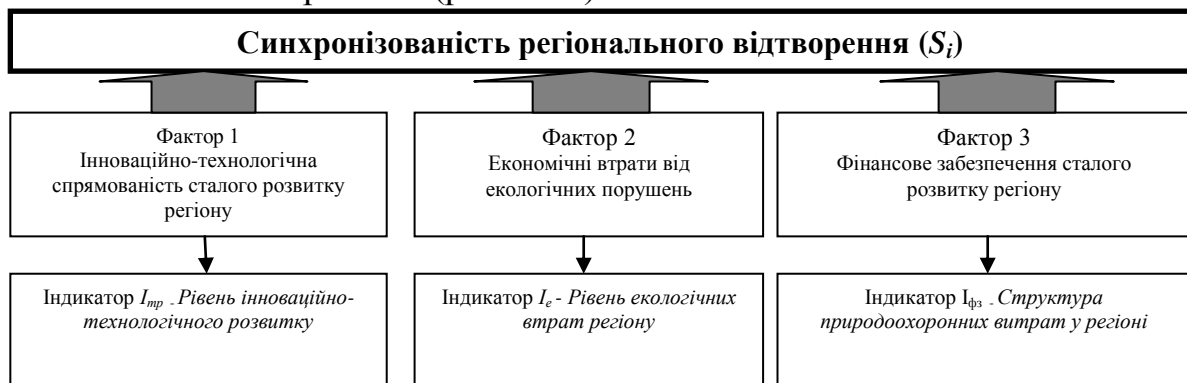 Синхронізованість регіонального відтворення (Si)
Фактор 1
Інноваційно-технологічна
спрямованість сталого розвитку
регіону
Фактор 2
Економічні втрати від
екологічних порушень
Фактор 3
Фінансове забезпечення сталого
розвитку регіону
Індикатор Iтр - Рівень інноваційно-
технологічного розвитку
Індикатор Ie - Рівень екологічних
втрат регіону
Індикатор Iфз - Структура
природоохоронних витрат у регіоні